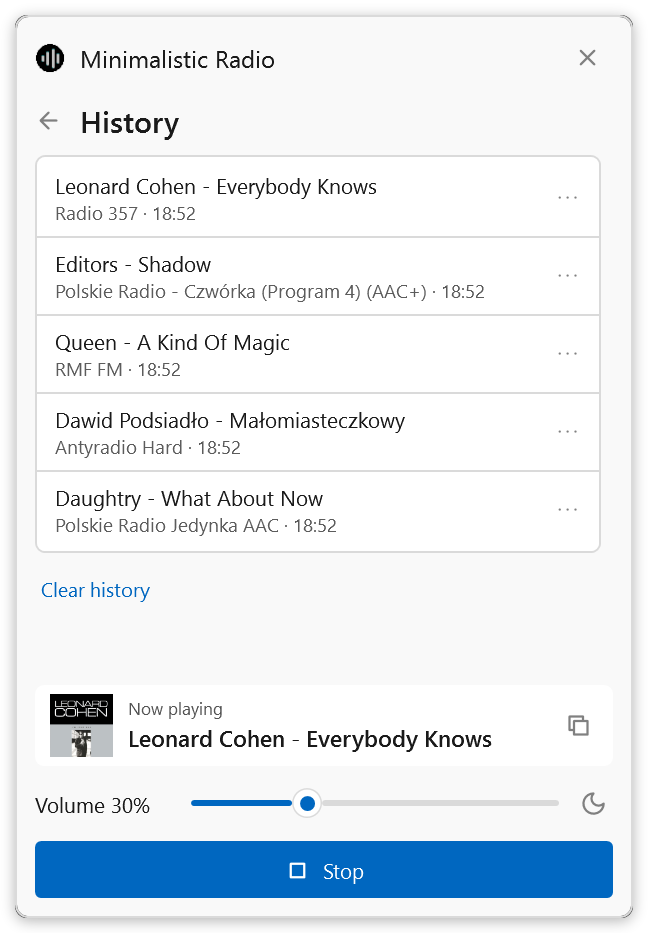 Minimalistic Radio
History
Leonard Cohen - Everybody Knows
Radio 357 · 18:52
Editors - Shadow
Polskie Radio - Czwórka (Program 4) (AAC+) · 18:52
Queen - A Kind Of Magic
RMF FM · 18:52
Dawid Podsiadło - Małomiasteczkowy
Antyradio Hard · 18:52
Daughtry - What About Now
Polskie Radio Jedynka AAC · 18:52
Clear history
LEONARD
COHEN
Now playing
Leonard Cohen - Everybody Knows
Volume 30%
Stop